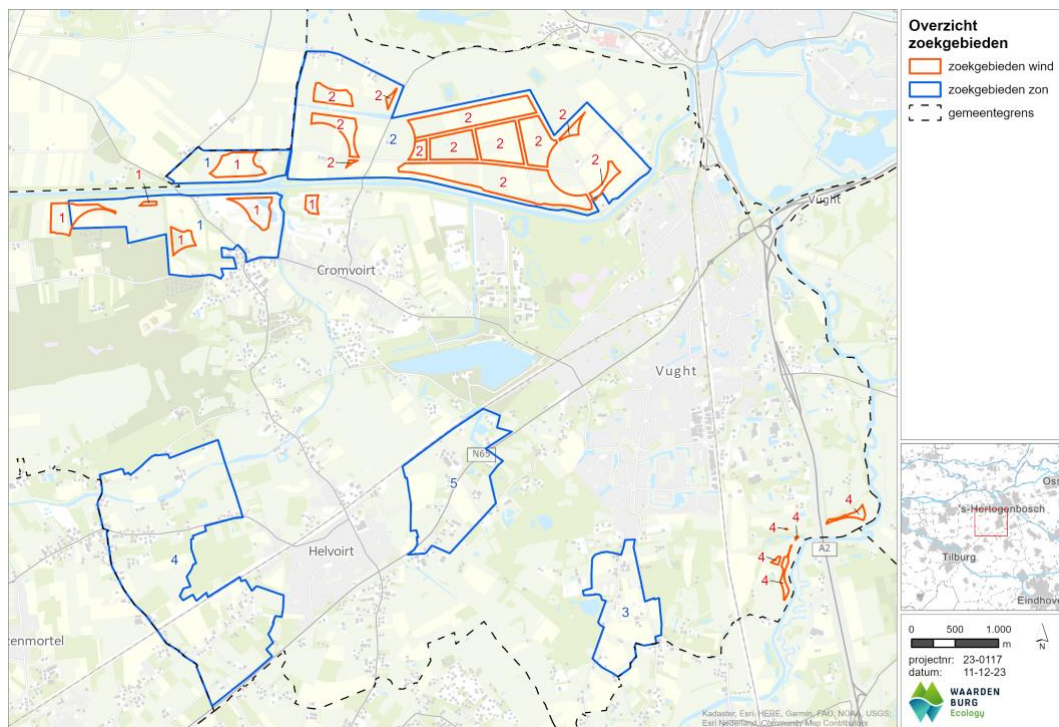 Overzicht
zoekgebieden
zoekgebieden wind
zoekgebieden zon
gemeentegrens
2
2
2
2
2
2
2
2
2
2
2
2
1
1
1
1
1
1
1
1
Cromvoirt
Vught
Vught
N65
5
4
Helvoirt
3
4
4
4
4
4
A2
zenmortel
Oss
's-Hertogenbosch
Tilburg
Eindhove
0 500 1.000
m
N
projectnr: 23-0117
datum: 11-12-23
WAARDEN
BURG
Ecology
Kadaster, Esri, HERE, Garmin, FAO, NOAA, USGS;
Esri Nederland, Community Map Contributors